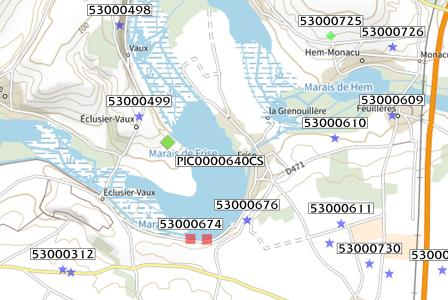 53000498
53000725
53000726
Vaux
Hem-Monacu
Marais de Hem
53000499
53000609
la Grenouillère
Feuillères
Éclusier-Vaux
53000610
Marais de Frise
PIC0000640CS
D471
Éclusier-Vaux
53000676
53000611
53000674
53000730
53000312